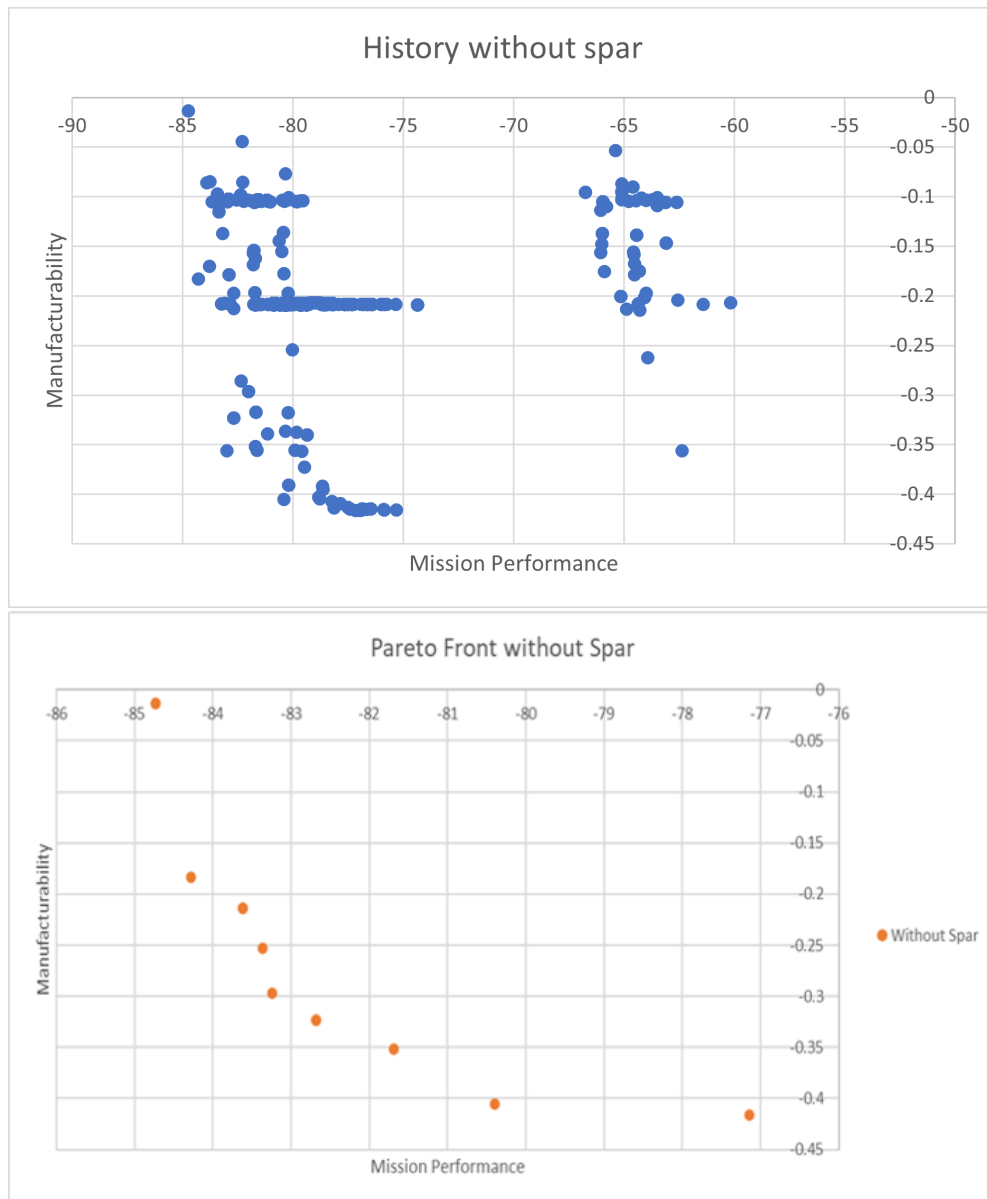 History without spar
0
-90 -85 -80 -75 -70 -65 -60 -55 -50
-0.05
-0.1
-0.15
-0.2
-0.25
-0.3
-0.35
-0.4
-0.45
Manufacturability
Mission Performance
Pareto Front without Spar
0
-86 -85 -84 -83 -82 -81 -80 -79 -78 -77 -76
-0.05
-0.1
-0.15
-0.2
-0.25
-0.3
-0.35
-0.4
-0.45
Manufacturability
Without Spar
Mission Performance